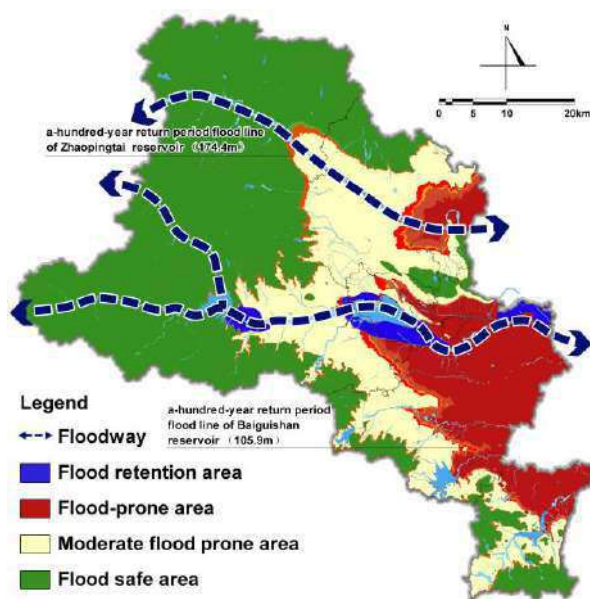 N
0 5 10 20km
a-hundred-year return period flood line
of Zhaopingtai reservoir (174.4m)
a-hundred-year return period
flood line of Baiguishan
reservoir (105.9m)
Legend
Floodway
Flood retention area
Flood-prone area
Moderate flood prone area
Flood safe area